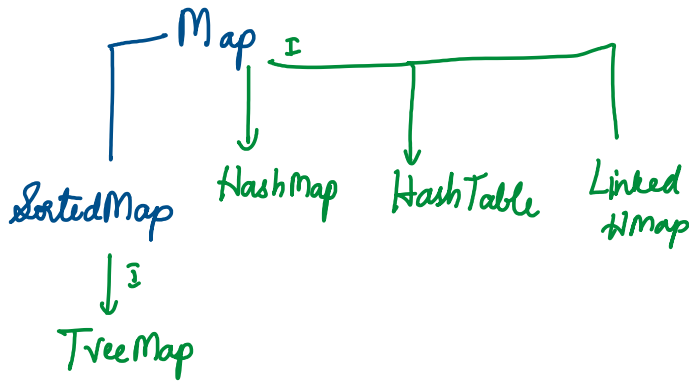 Map
I
HashMap
HashTable
Linked
HMap
SortedMap
I
TreeMap